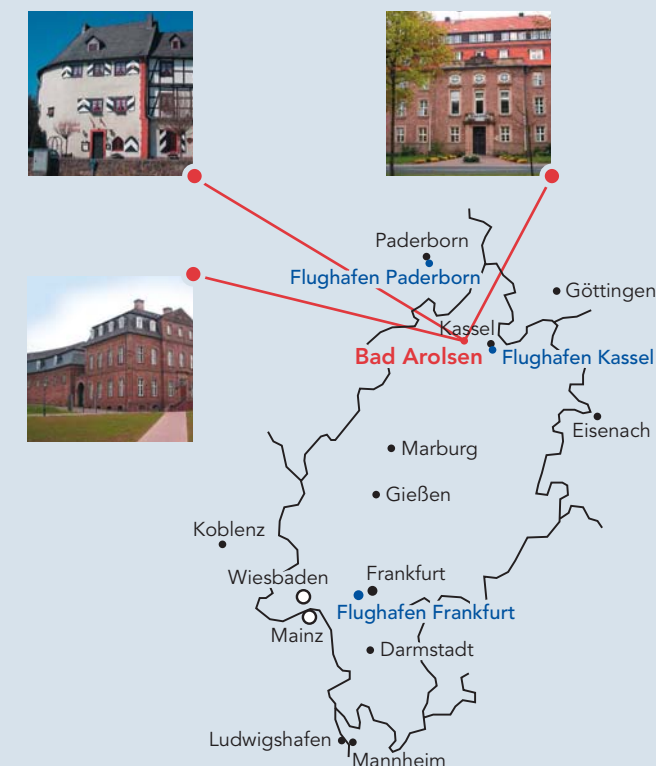 Paderborn
Flughafen Paderborn
Göttingen
Kassel
Bad Arolsen
Flughafen Kassel
Eisenach
Marburg
Gießen
Koblenz
Wiesbaden
Frankfurt
Flughafen Frankfurt
Mainz
Darmstadt
Ludwigshafen
Mannheim